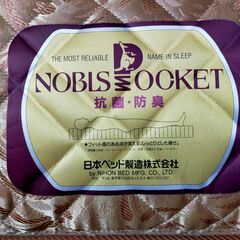 THE MOST RELIABLE NAME IN SLEEP
NOBLS POCKET
抗菌・防臭
日本ベッド製造株式会社
by NIHON BED MFG. CO., LTD